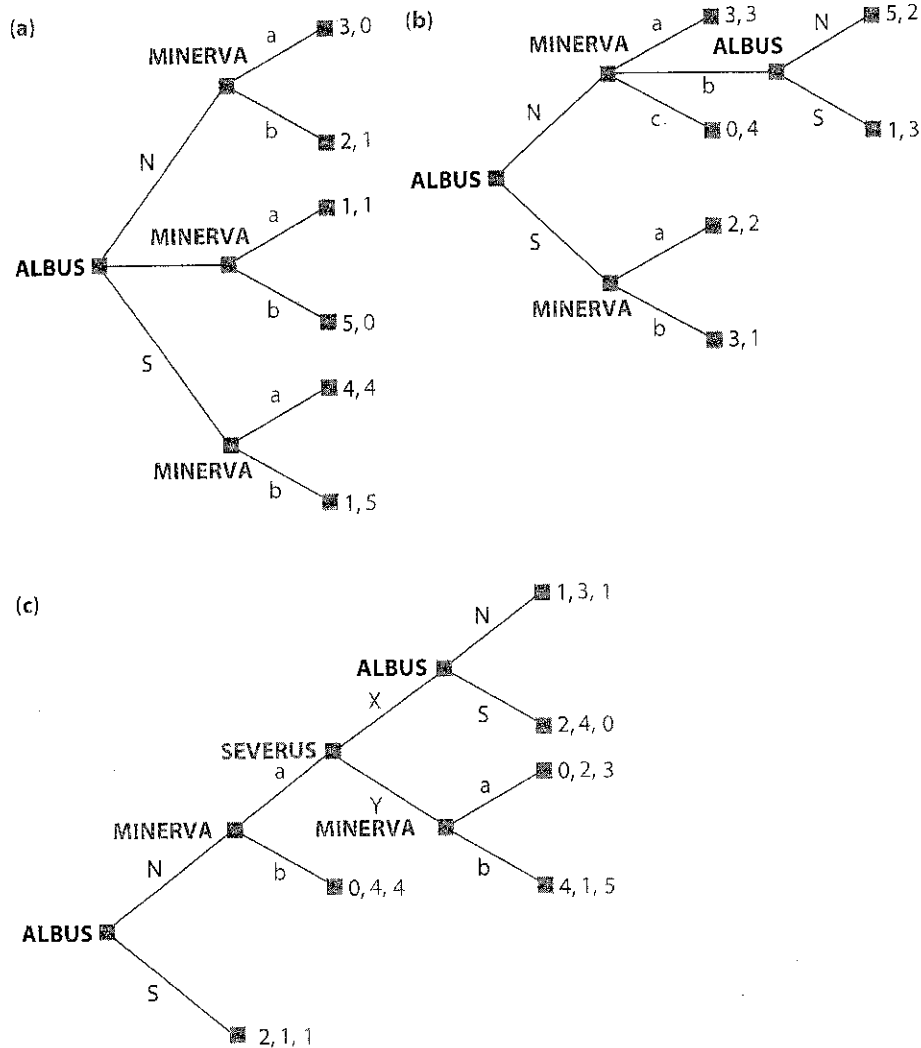 (a)
MINERVA
a
3, 0
b
2, 1
N
MINERVA
a
1, 1
ALBUS
b
5, 0
S
a
4, 4
MINERVA
b
1, 5
(b)
MINERVA
a
3, 3
ALBUS
N
5, 2
b
N
c.
0, 4
S
1, 3
ALBUS
S
a
2, 2
MINERVA
b
3, 1
(c)
N
1, 3, 1
ALBUS
X
S
2, 4, 0
SEVERUS
a
a
0, 2, 3
Y
MINERVA
MINERVA
N
b
0, 4, 4
b
4, 1, 5
ALBUS
S
2, 1, 1